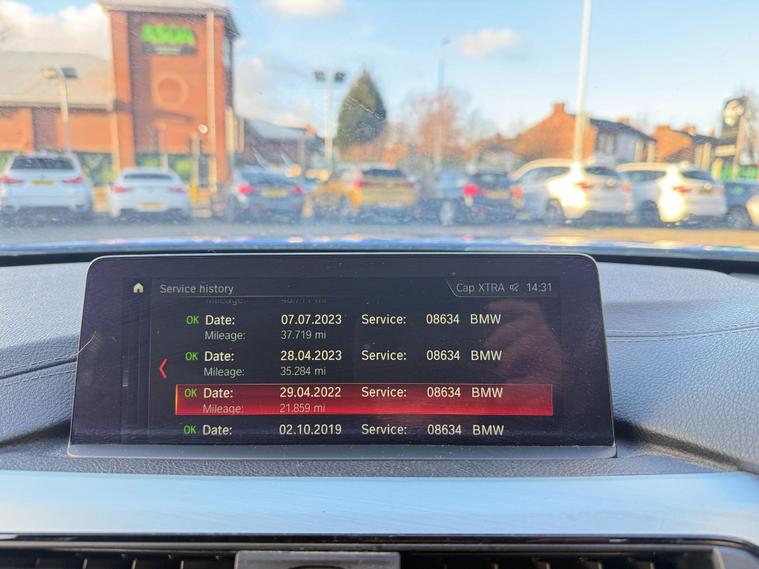 ASDA
Service history
Cap XTRA 14:31
OK Date: 07.07.2023 Service: 08634 BMW
Mileage: 37.719 mi
OK Date: 28.04.2023 Service: 08634 BMW
Mileage: 35.284 mi
OK Date: 29.04.2022 Service: 08634 BMW
Mileage: 21.859 mi
OK Date: 02.10.2019 Service: 08634 BMW